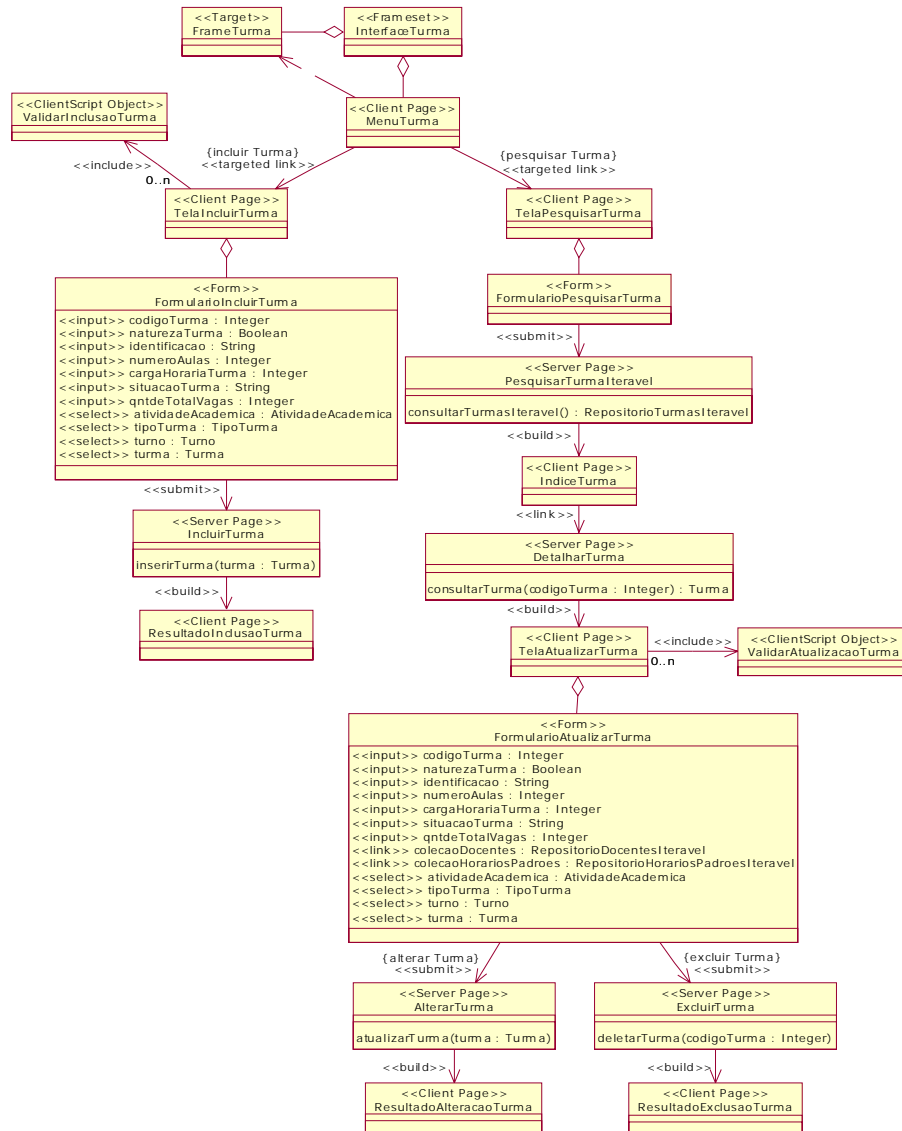 <<Target>>
FrameTurma
<<Frameset>>
InterfaceTurma
<<Client Page>>
MenuTurma
<<ClientScript Object>>
ValidarInclusaoTurma
<<include>>
0..n
{incluir Turma}
<<targeted link>>
{pesquisar Turma}
<<targeted link>>
<<Client Page>>
TelaIncluirTurma
<<Client Page>>
TelaPesquisarTurma
<<Form>>
FormularioIncluirTurma
<<input>> codigoTurma : Integer
<<input>> naturezaTurma : Boolean
<<input>> identificacao : String
<<input>> numeroAulas : Integer
<<input>> cargaHorariaTurma : Integer
<<input>> situacaoTurma : String
<<input>> qntdeTotalVagas : Integer
<<select>> atividadeAcademica : AtividadeAcademica
<<select>> tipoTurma : TipoTurma
<<select>> turno : Turno
<<select>> turma : Turma
<<submit>>
<<Server Page>>
IncluirTurma
inserirTurma(turma : Turma)
<<build>>
<<Client Page>>
ResultadoInclusaoTurma
<<Form>>
FormularioPesquisarTurma
<<submit>>
<<Server Page>>
PesquisarTurmaIteravel
consultarTurmasIteravel() : RepositorioTurmasIteravel
<<build>>
<<Client Page>>
IndiceTurma
<<link>>
<<Server Page>>
DetalharTurma
consultarTurma(codigoTurma : Integer) : Turma
<<build>>
<<Client Page>>
TelaAtualizarTurma
<<include>>
0..n
<<ClientScript Object>>
ValidarAtualizacaoTurma
<<Form>>
FormularioAtualizarTurma
<<input>> codigoTurma : Integer
<<input>> naturezaTurma : Boolean
<<input>> identificacao : String
<<input>> numeroAulas : Integer
<<input>> cargaHorariaTurma : Integer
<<input>> situacaoTurma : String
<<input>> qntdeTotalVagas : Integer
<<link>> colecaoDocentes : RepositorioDocentesIteravel
<<link>> colecaoHorariosPadroes : RepositorioHorariosPadroesIteravel
<<select>> atividadeAcademica : AtividadeAcademica
<<select>> tipoTurma : TipoTurma
<<select>> turno : Turno
<<select>> turma : Turma
{alterar Turma}
<<submit>>
{excluir Turma}
<<submit>>
<<Server Page>>
AlterarTurma
atualizarTurma(turma : Turma)
<<build>>
<<Client Page>>
ResultadoAlteracaoTurma
<<Server Page>>
ExcluirTurma
deletarTurma(codigoTurma : Integer)
<<build>>
<<Client Page>>
ResultadoExclusaoTurma